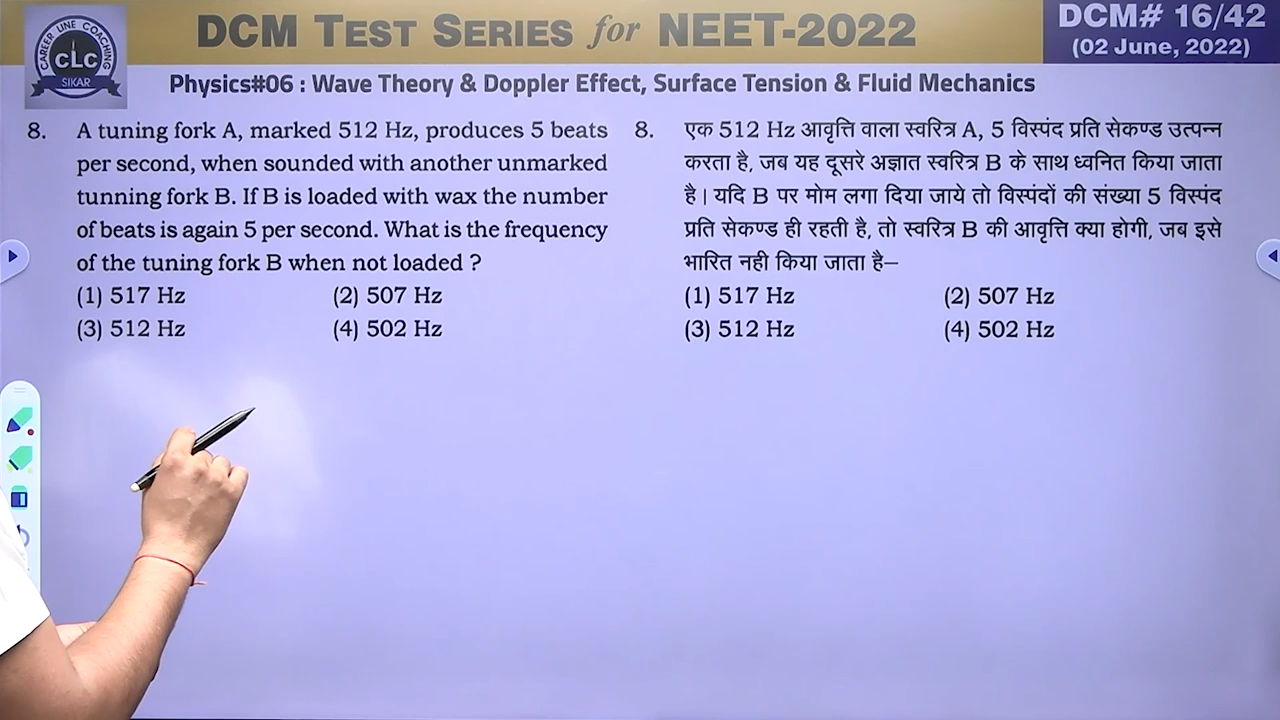 DCM TEST SERIES for NEET-2022
DCM# 16/42
(02 June, 2022)
CAREER LINE COACHING
CLC
SIKAR
Physics#06 : Wave Theory & Doppler Effect, Surface Tension & Fluid Mechanics
8. A tuning fork A, marked 512 Hz, produces 5 beats
per second, when sounded with another unmarked
tunning fork B. If B is loaded with wax the number
of beats is again 5 per second. What is the frequency
of the tuning fork B when not loaded ?
(1) 517 Hz (2) 507 Hz
(3) 512 Hz (4) 502 Hz
8. एक 512 Hz आवृत्ति वाला स्वरित्र A, 5 विस्पंद प्रति सेकण्ड उत्पन्न
करता है, जब यह दूसरे अज्ञात स्वरित्र B के साथ ध्वनित किया जाता
है। यदि B पर मोम लगा दिया जाये तो विस्पंदों की संख्या 5 विस्पंद
प्रति सेकण्ड ही रहती है, तो स्वरित्र B की आवृत्ति क्या होगी, जब इसे
भारित नही किया जाता है–
(1) 517 Hz (2) 507 Hz
(3) 512 Hz (4) 502 Hz